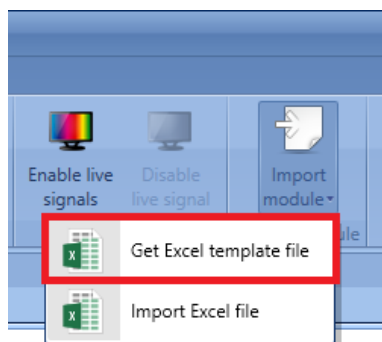 Enable live
signals
Disable
live signal
Import
module
Get Excel template file
Import Excel file